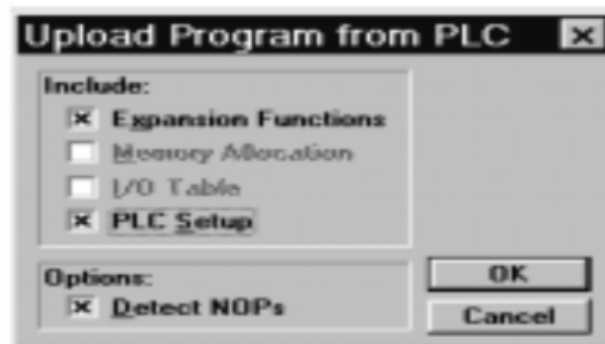 Upload Program from PLC
Include:
Expansion Functions
Memory Allocation
I/O Table
PLC Setup
Options:
Detect NOPs
OK
Cancel